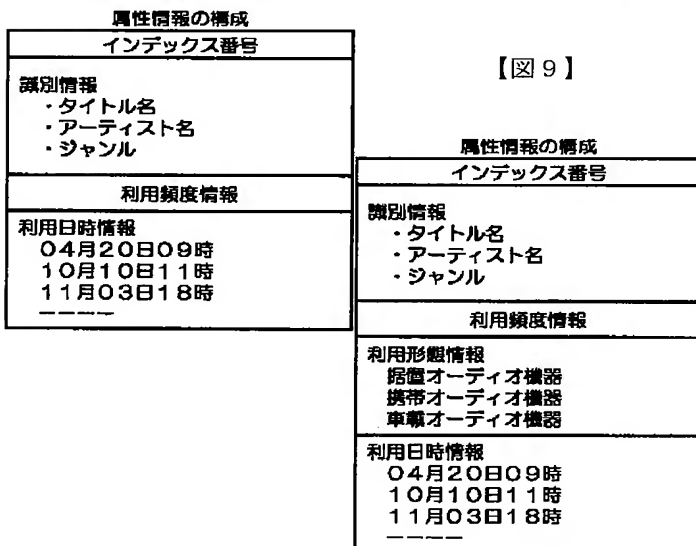 属性情報の構成
インデックス番号
識別情報
・タイトル名
・アーティスト名
・ジャンル
利用頻度情報
利用日時情報
04月20日09時
10月10日11時
11月03日18時
----
【図9】
属性情報の構成
インデックス番号
識別情報
・タイトル名
・アーティスト名
・ジャンル
利用頻度情報
利用形態情報
据置オーディオ機器
携帯オーディオ機器
車載オーディオ機器
利用日時情報
04月20日09時
10月10日11時
11月03日18時
----